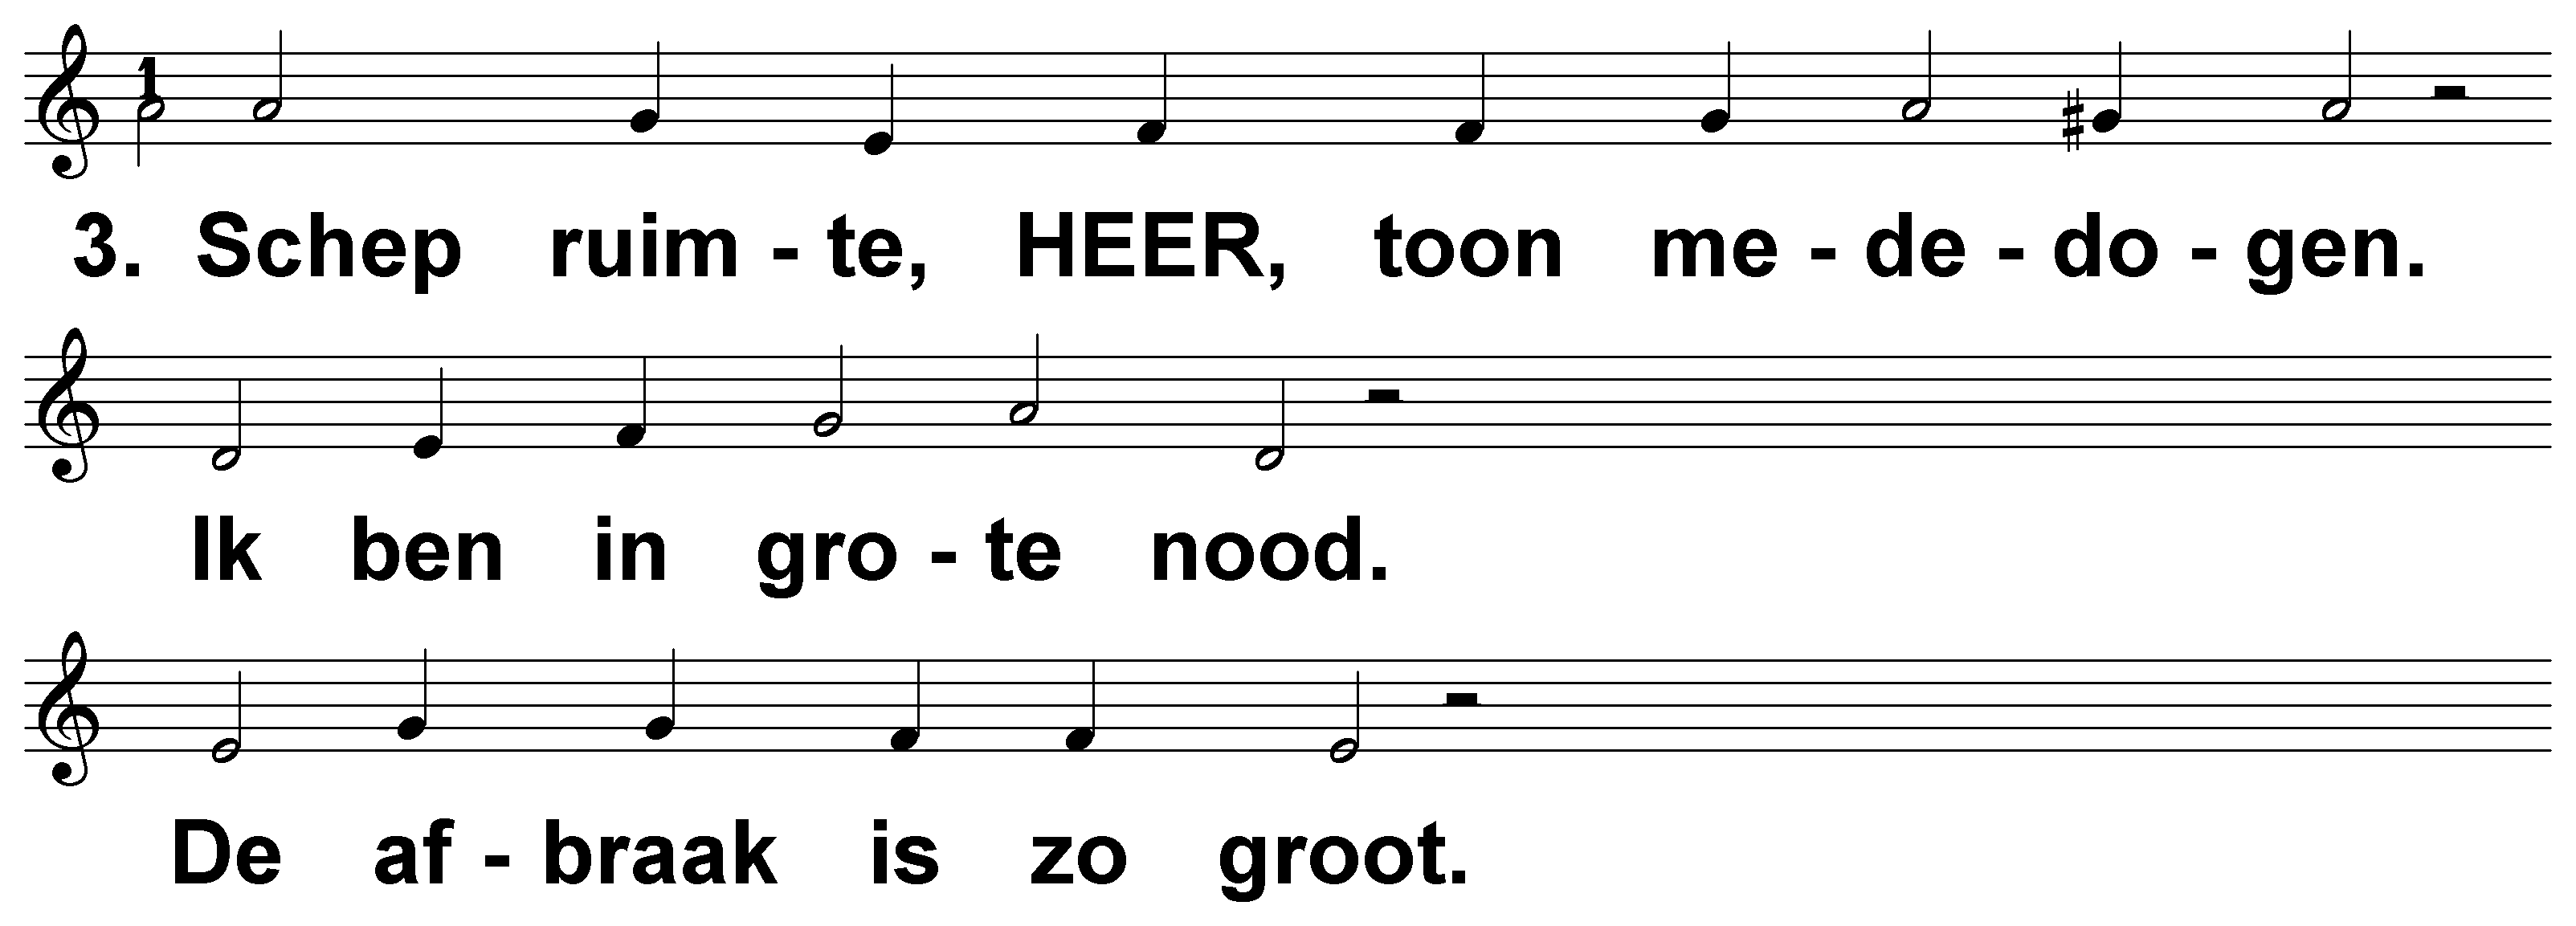 1
3. Schep ruim - te, HEER, toon me - de - do - gen.
Ik ben in gro - te nood.
De af - braak is zo groot.